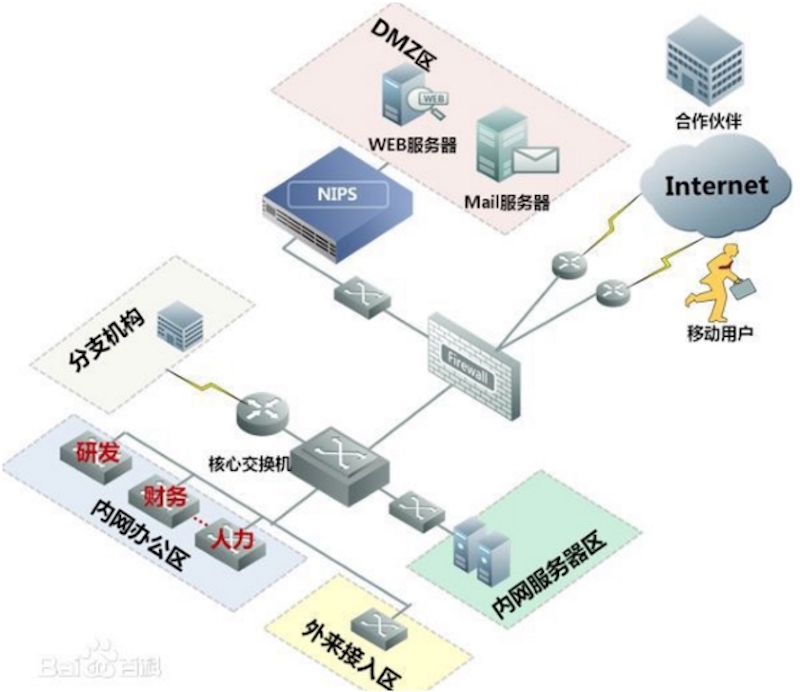 DMZ区
WEB
WEB服务器
Mail服务器
NIPS
合作伙伴
Internet
移动用户
Firewall
分支机构
核心交换机
研发
财务
...
人力
内网办公区
内网服务器区
外来接入区
Bai du 百科